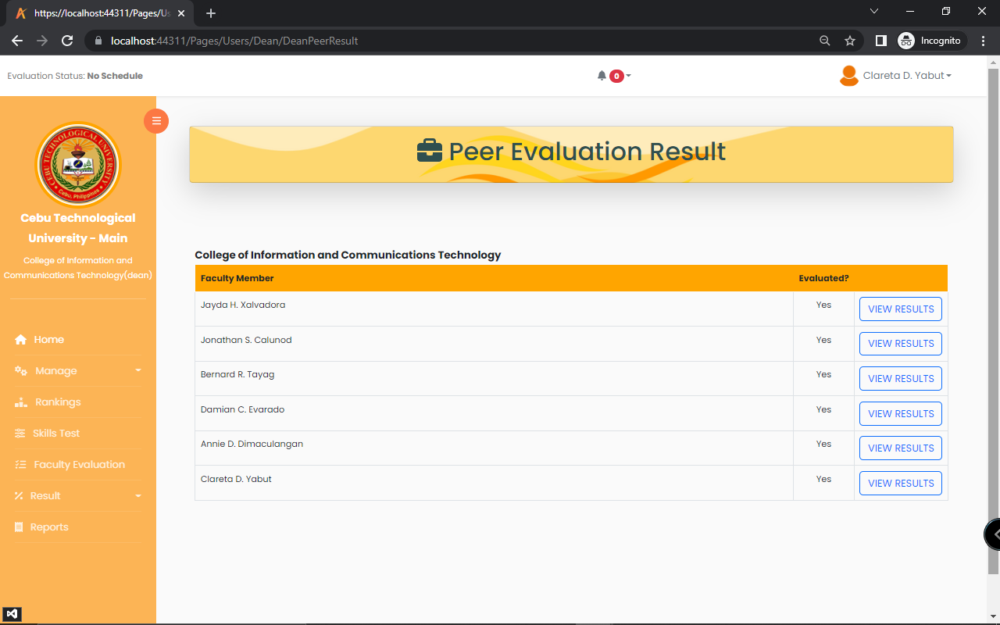 https://localhost:44311/Pages/Us
localhost:44311/Pages/Users/Dean/DeanPeerResult
Incognito
Evaluation Status: No Schedule
0
Clareta D. Yabut
CEBU TECHNOLOGICAL UNIVERSITY
Cebu, Philippines
Cebu Technological
University - Main
College of Information and
Communications Technology(dean)
Home
Manage
Rankings
Skills Test
Faculty Evaluation
Result
Reports
Peer Evaluation Result
College of Information and Communications Technology
Faculty Member Evaluated?
Jayda H. Xalvadora Yes VIEW RESULTS
Jonathan S. Calunod Yes VIEW RESULTS
Bernard R. Tayag Yes VIEW RESULTS
Damian C. Evarado Yes VIEW RESULTS
Annie D. Dimaculangan Yes VIEW RESULTS
Clareta D. Yabut Yes VIEW RESULTS